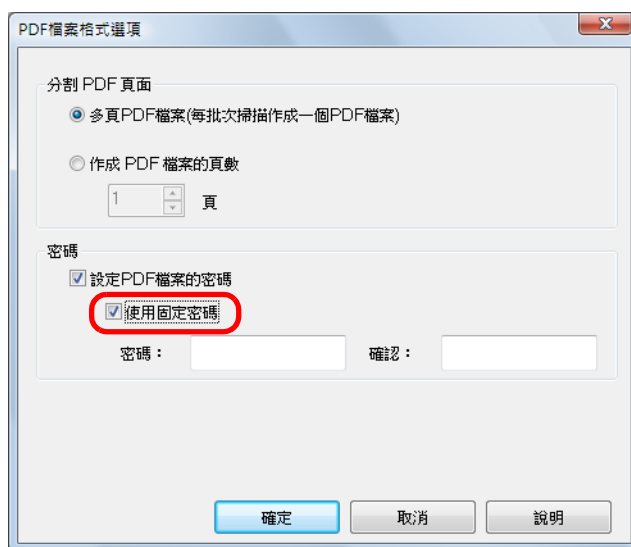 PDF檔案格式選項
分割 PDF 頁面
多頁PDF檔案(每批次掃描作成一個PDF檔案)
作成 PDF 檔案的頁數
1 頁
密碼
設定PDF檔案的密碼
使用固定密碼
密碼： 確認：
確定 取消 說明